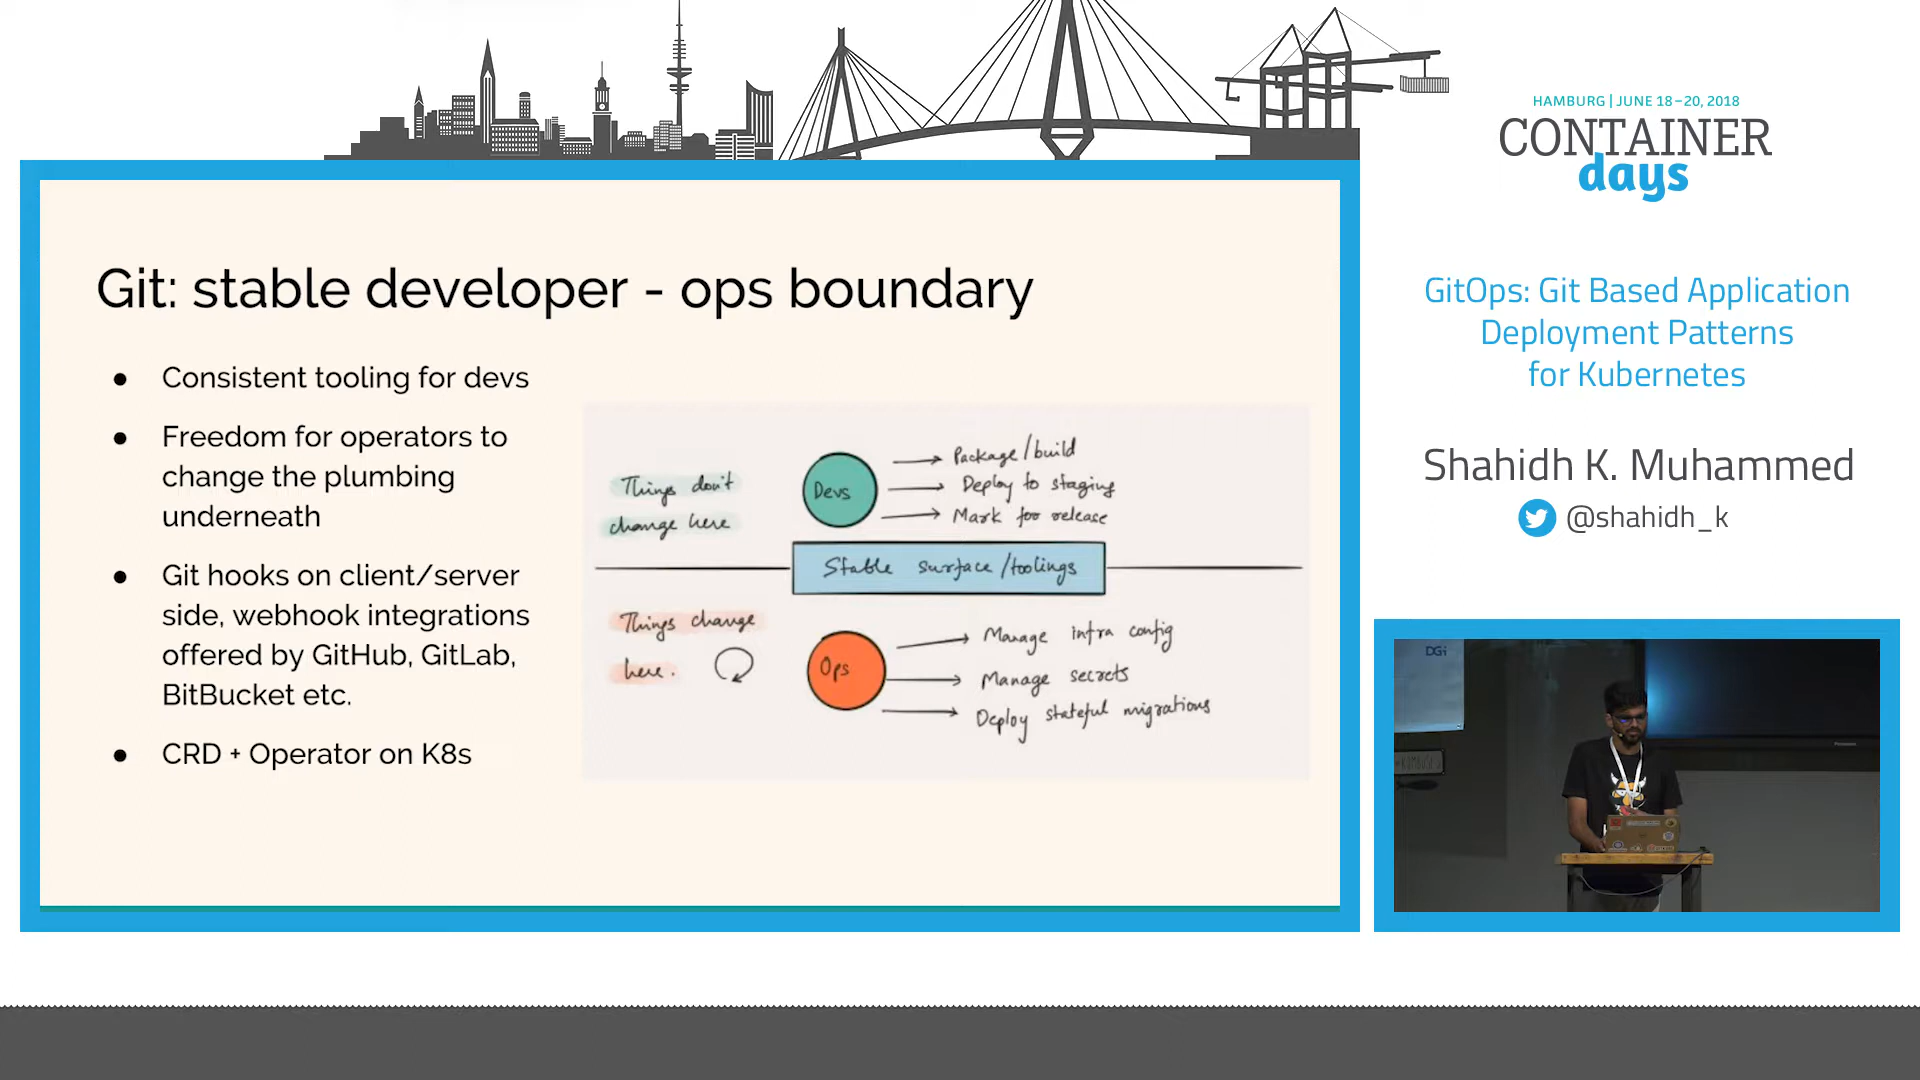 HAMBURG | JUNE 18–20, 2018
CONTAINER
days
GitOps: Git Based Application
Deployment Patterns
for Kubernetes
Shahidh K. Muhammed
@shahidh_k
Git: stable developer - ops boundary
● Consistent tooling for devs
● Freedom for operators to
change the plumbing
underneath
● Git hooks on client/server
side, webhook integrations
offered by GitHub, GitLab,
BitBucket etc.
● CRD + Operator on K8s
Things don't
change here
Devs
Package/build
Deploy to staging
Mark for release
Stable surface/toolings
Things change
here.
Ops
Manage infra config
Manage secrets
Deploy stateful migrations
DGi